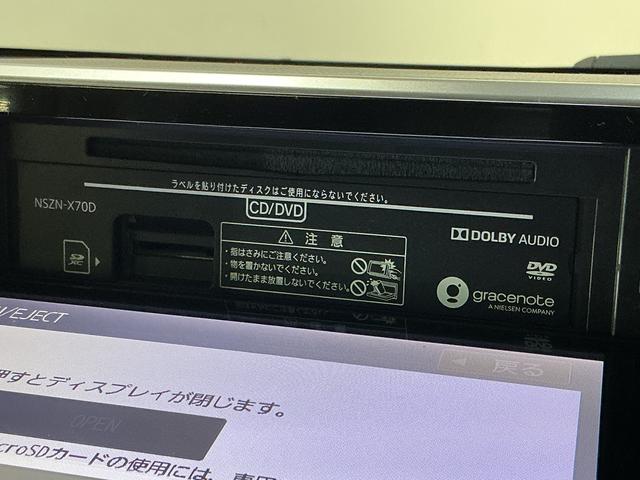 ラベルを貼り付けたディスクはご使用にならないでください。
NSZN-X70D
CD/DVD
DOLBY AUDIO
注 意
・指はさみにご注意ください。
・物を置かないでください。
・開けたまま放置しないでください。
SD
XC
DVD
VIDEO
gracenote
A NIELSEN COMPANY
/EJECT
戻る
押すとディスプレイが閉じます。
OPEN
croSDカードの使用には、専用